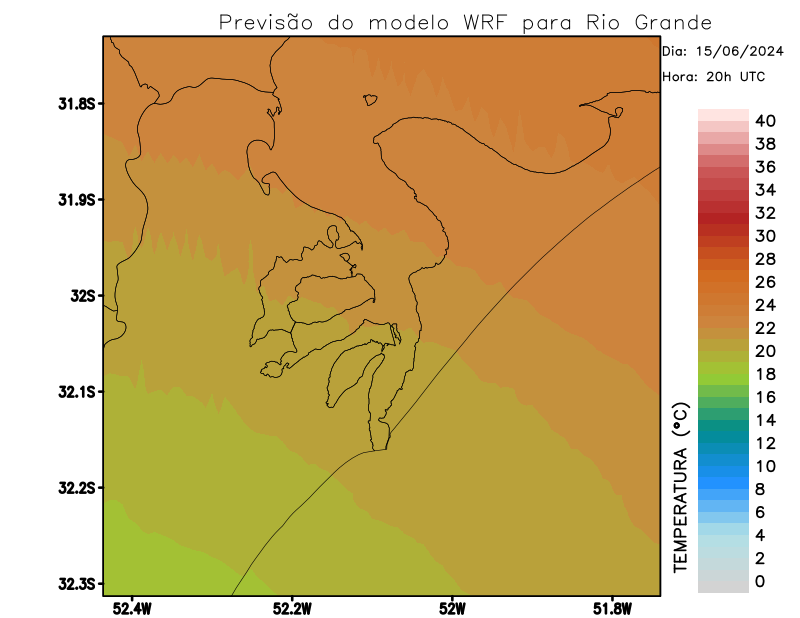 Previsão do modelo WRF para Rio Grande
Dia: 15/06/2024
Hora: 20h UTC
31.8S
31.9S
32S
32.1S
32.2S
32.3S
52.4W
52.2W
52W
51.8W
TEMPERATURA (°C)
40
38
36
34
32
30
28
26
24
22
20
18
16
14
12
10
8
6
4
2
0